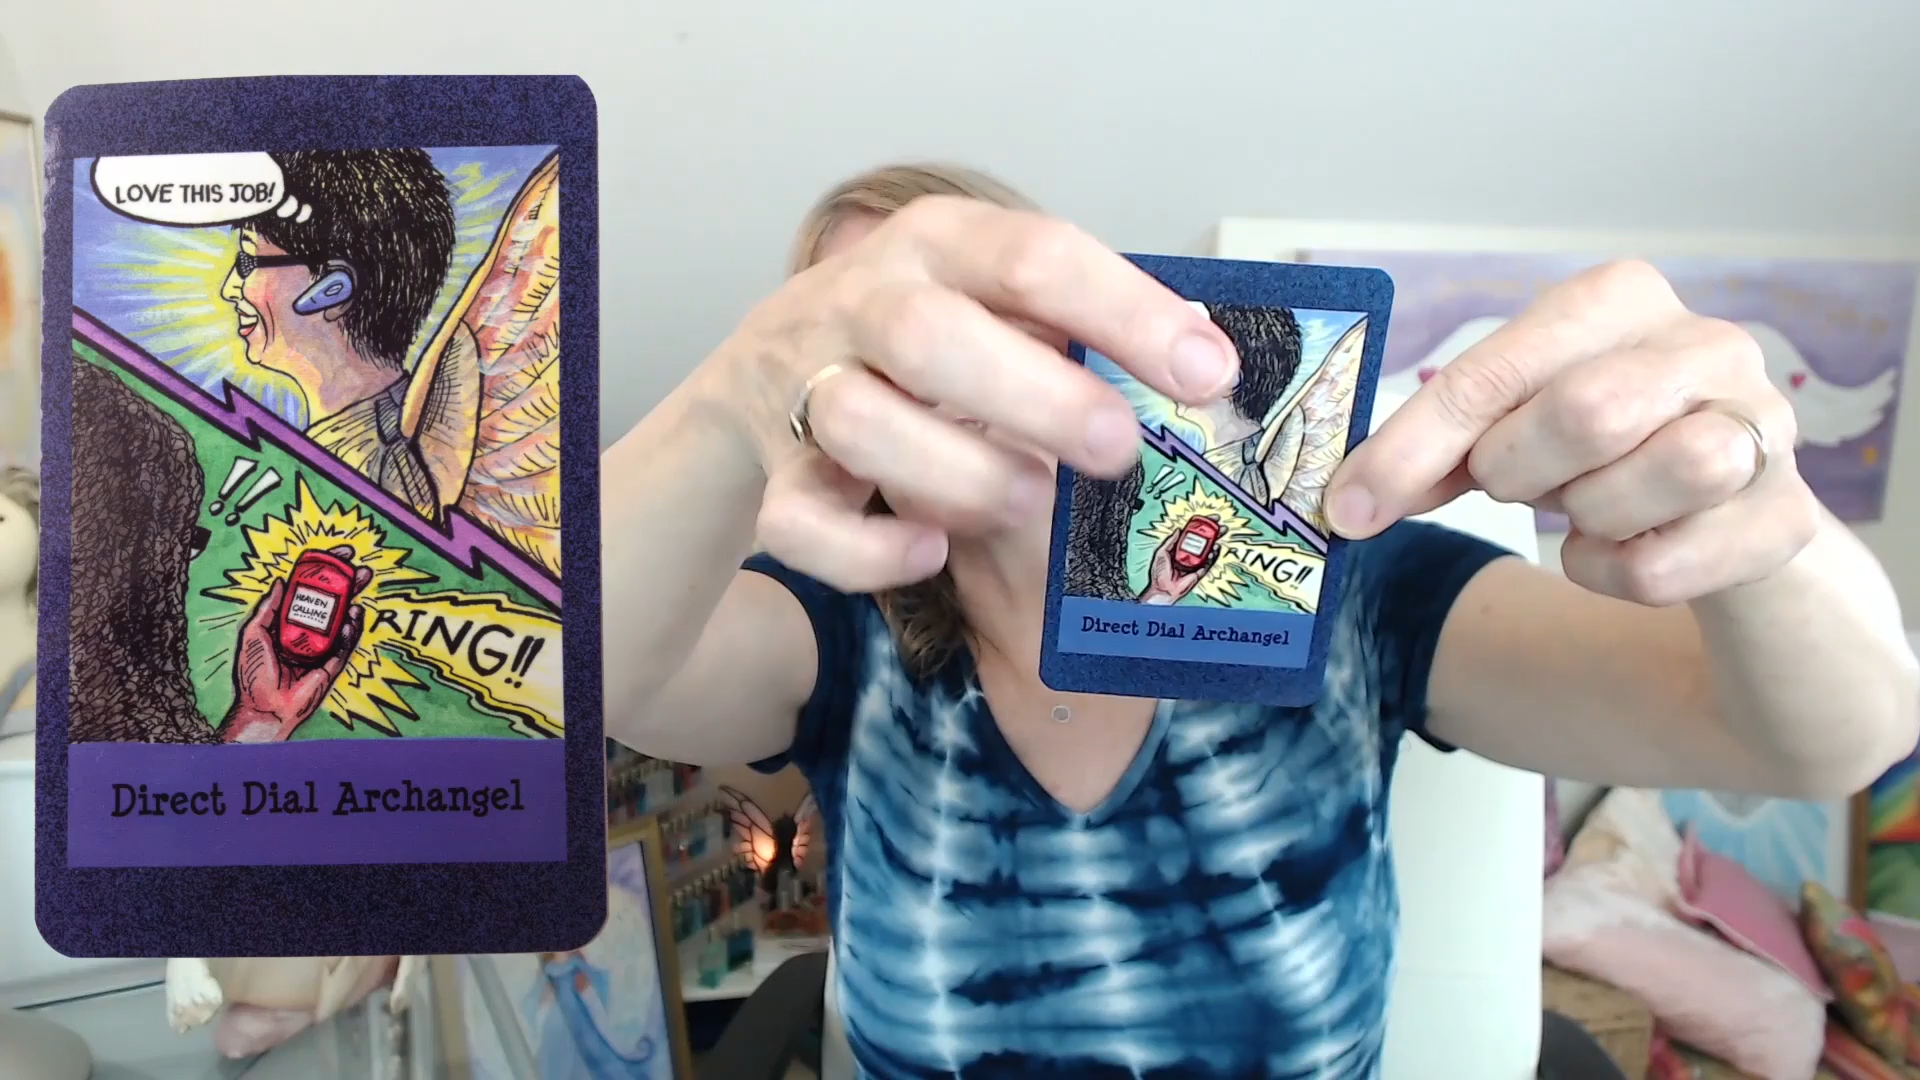 LOVE THIS JOB!
!!
HEAVEN
CALLING
RING!!
Direct Dial Archangel
!!
RING!!
Direct Dial Archangel